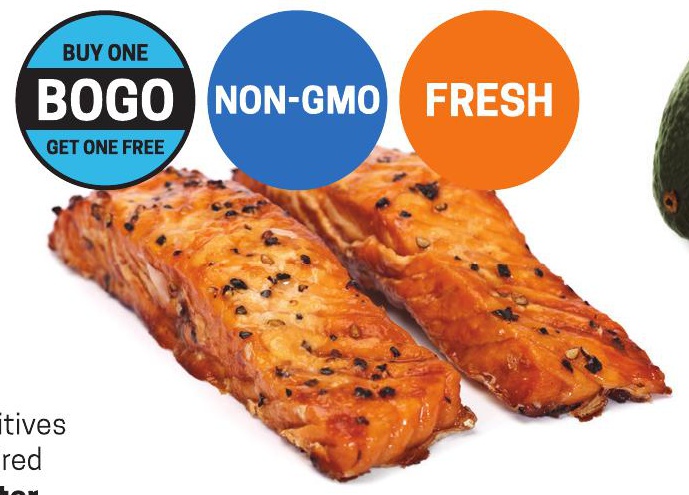 BUY ONE
BOGO
GET ONE FREE
NON-GMO
FRESH
itives
red